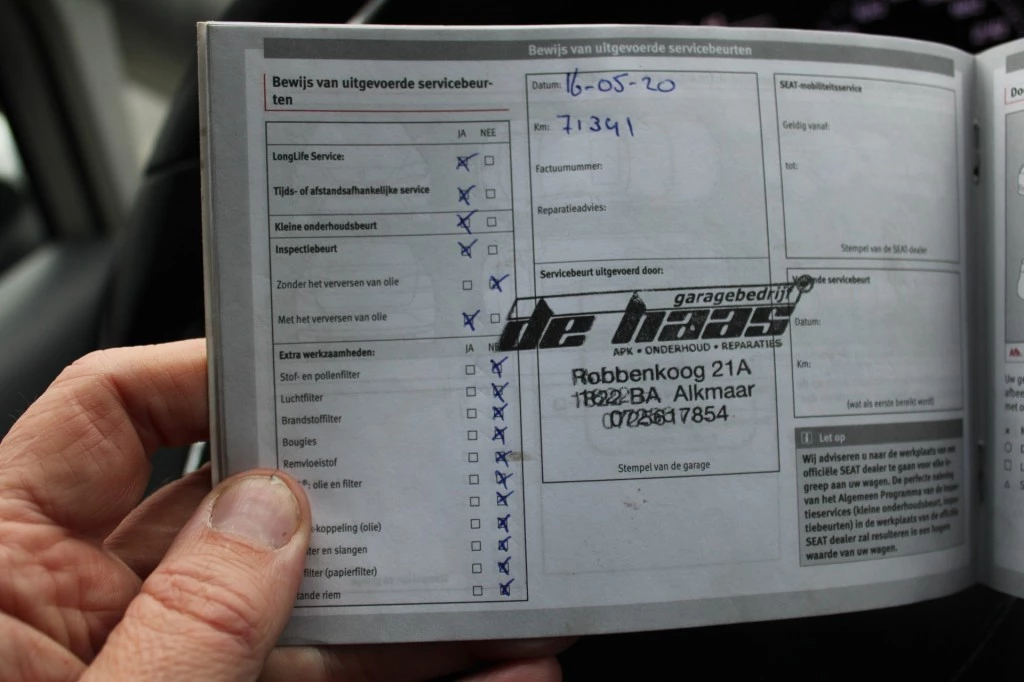 Bewijs van uitgevoerde servicebeurten
Bewijs van uitgevoerde servicebeur-
ten
JA NEE
LongLife Service:
Tijds- of afstandsafhankelijke service
Kleine onderhoudsbeurt
Inspectiebeurt
Zonder het verversen van olie
Met het verversen van olie
Extra werkzaamheden: JA
Stof- en pollenfilter
Luchtfilter
Brandstoffilter
Bougies
Remvloeistof
: olie en filter
-koppeling (olie)
en slangen
filter (papierfilter)
riem
Datum: 16-05-20
Km: 71341
Factuurnummer:
Reparatieadvies:
Servicebeurt uitgevoerd door:
garagebedrijf
de haas
APK • ONDERHOUD • REPARATIES
Robbenkoog 21A
1822 BA Alkmaar
0725617854
Stempel van de garage
SEAT-mobiliteitsservice
Geldig vanaf:
tot:
Stempel van de SEAT-dealer
servicebeurt
Datum:
Km:
(wat als eerste bereikt wordt)
Let op
Wij adviseren u naar de werkplaats van een
officiële SEAT dealer te gaan voor elke in-
greep aan uw wagen. De perfecte naleving
van het Algemeen Programma van de inspec-
tieservices (kleine onderhoudsbeurt, inspec-
tiebeurten) in de werkplaats van de officiële
SEAT dealer zal resulteren in een hogere
waarde van uw wagen.